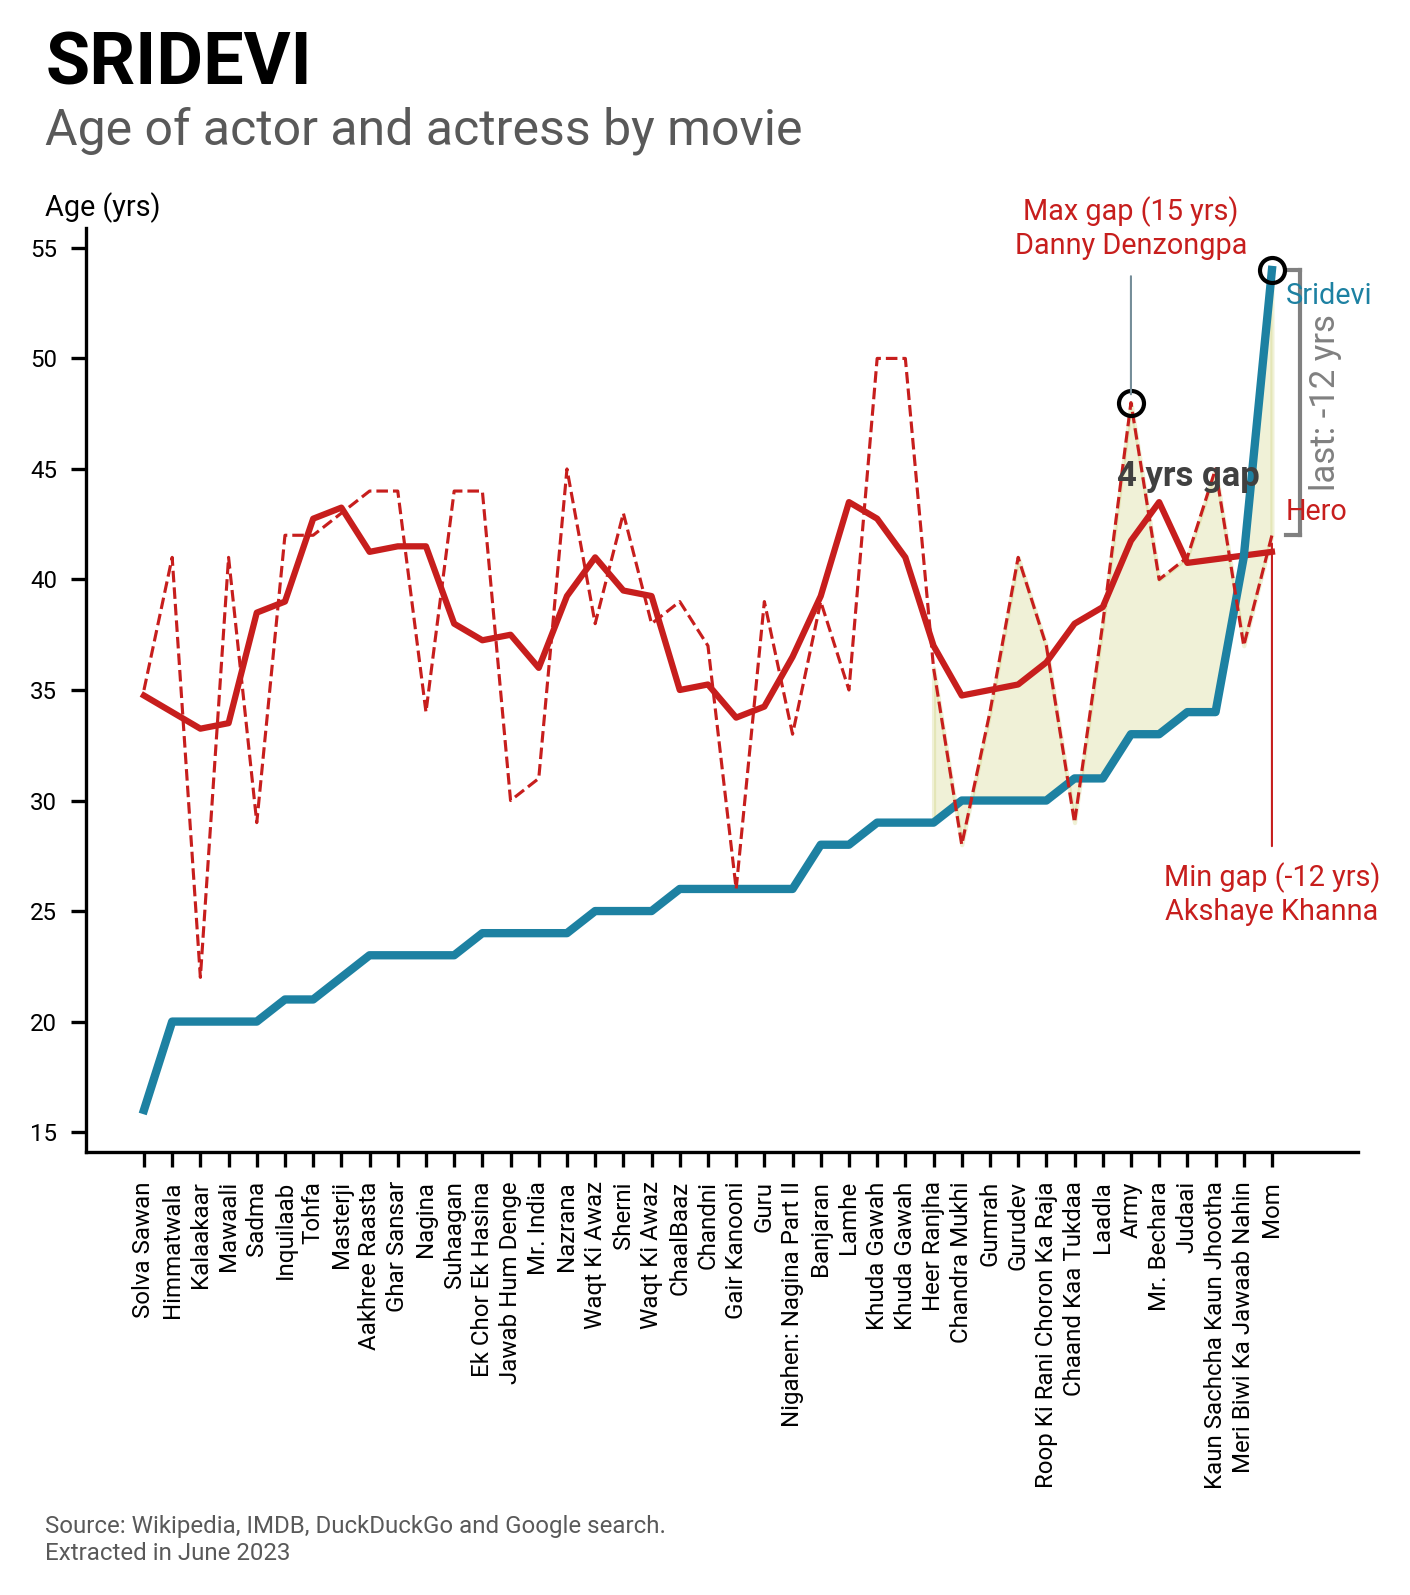 SRIDEVI
Age of actor and actress by movie
Age (yrs)
Max gap (15 yrs)
Danny Denzongpa
55
50
45
40
35
30
25
20
15
Sridevi
last: -12 yrs
4 yrs gap
Hero
Min gap (-12 yrs)
Akshaye Khanna
Solva Sawan
Himmatwala
Kalaakaar
Mawaali
Sadma
Inquilaab
Tohfa
Masterji
Aakhree Raasta
Ghar Sansar
Nagina
Suhaagan
Ek Chor Ek Hasina
Jawab Hum Denge
Mr. India
Nazrana
Waqt Ki Awaz
Sherni
Waqt Ki Awaz
ChaalBaaz
Chandni
Gair Kanooni
Guru
Nigahen: Nagina Part II
Banjaran
Lamhe
Khuda Gawah
Khuda Gawah
Heer Ranjha
Chandra Mukhi
Gumrah
Gurudev
Roop Ki Rani Choron Ka Raja
Chaand Kaa Tukdaa
Laadla
Army
Mr. Bechara
Judaai
Kaun Sachcha Kaun Jhootha
Meri Biwi Ka Jawaab Nahin
Mom
Source: Wikipedia, IMDB, DuckDuckGo and Google search.
Extracted in June 2023